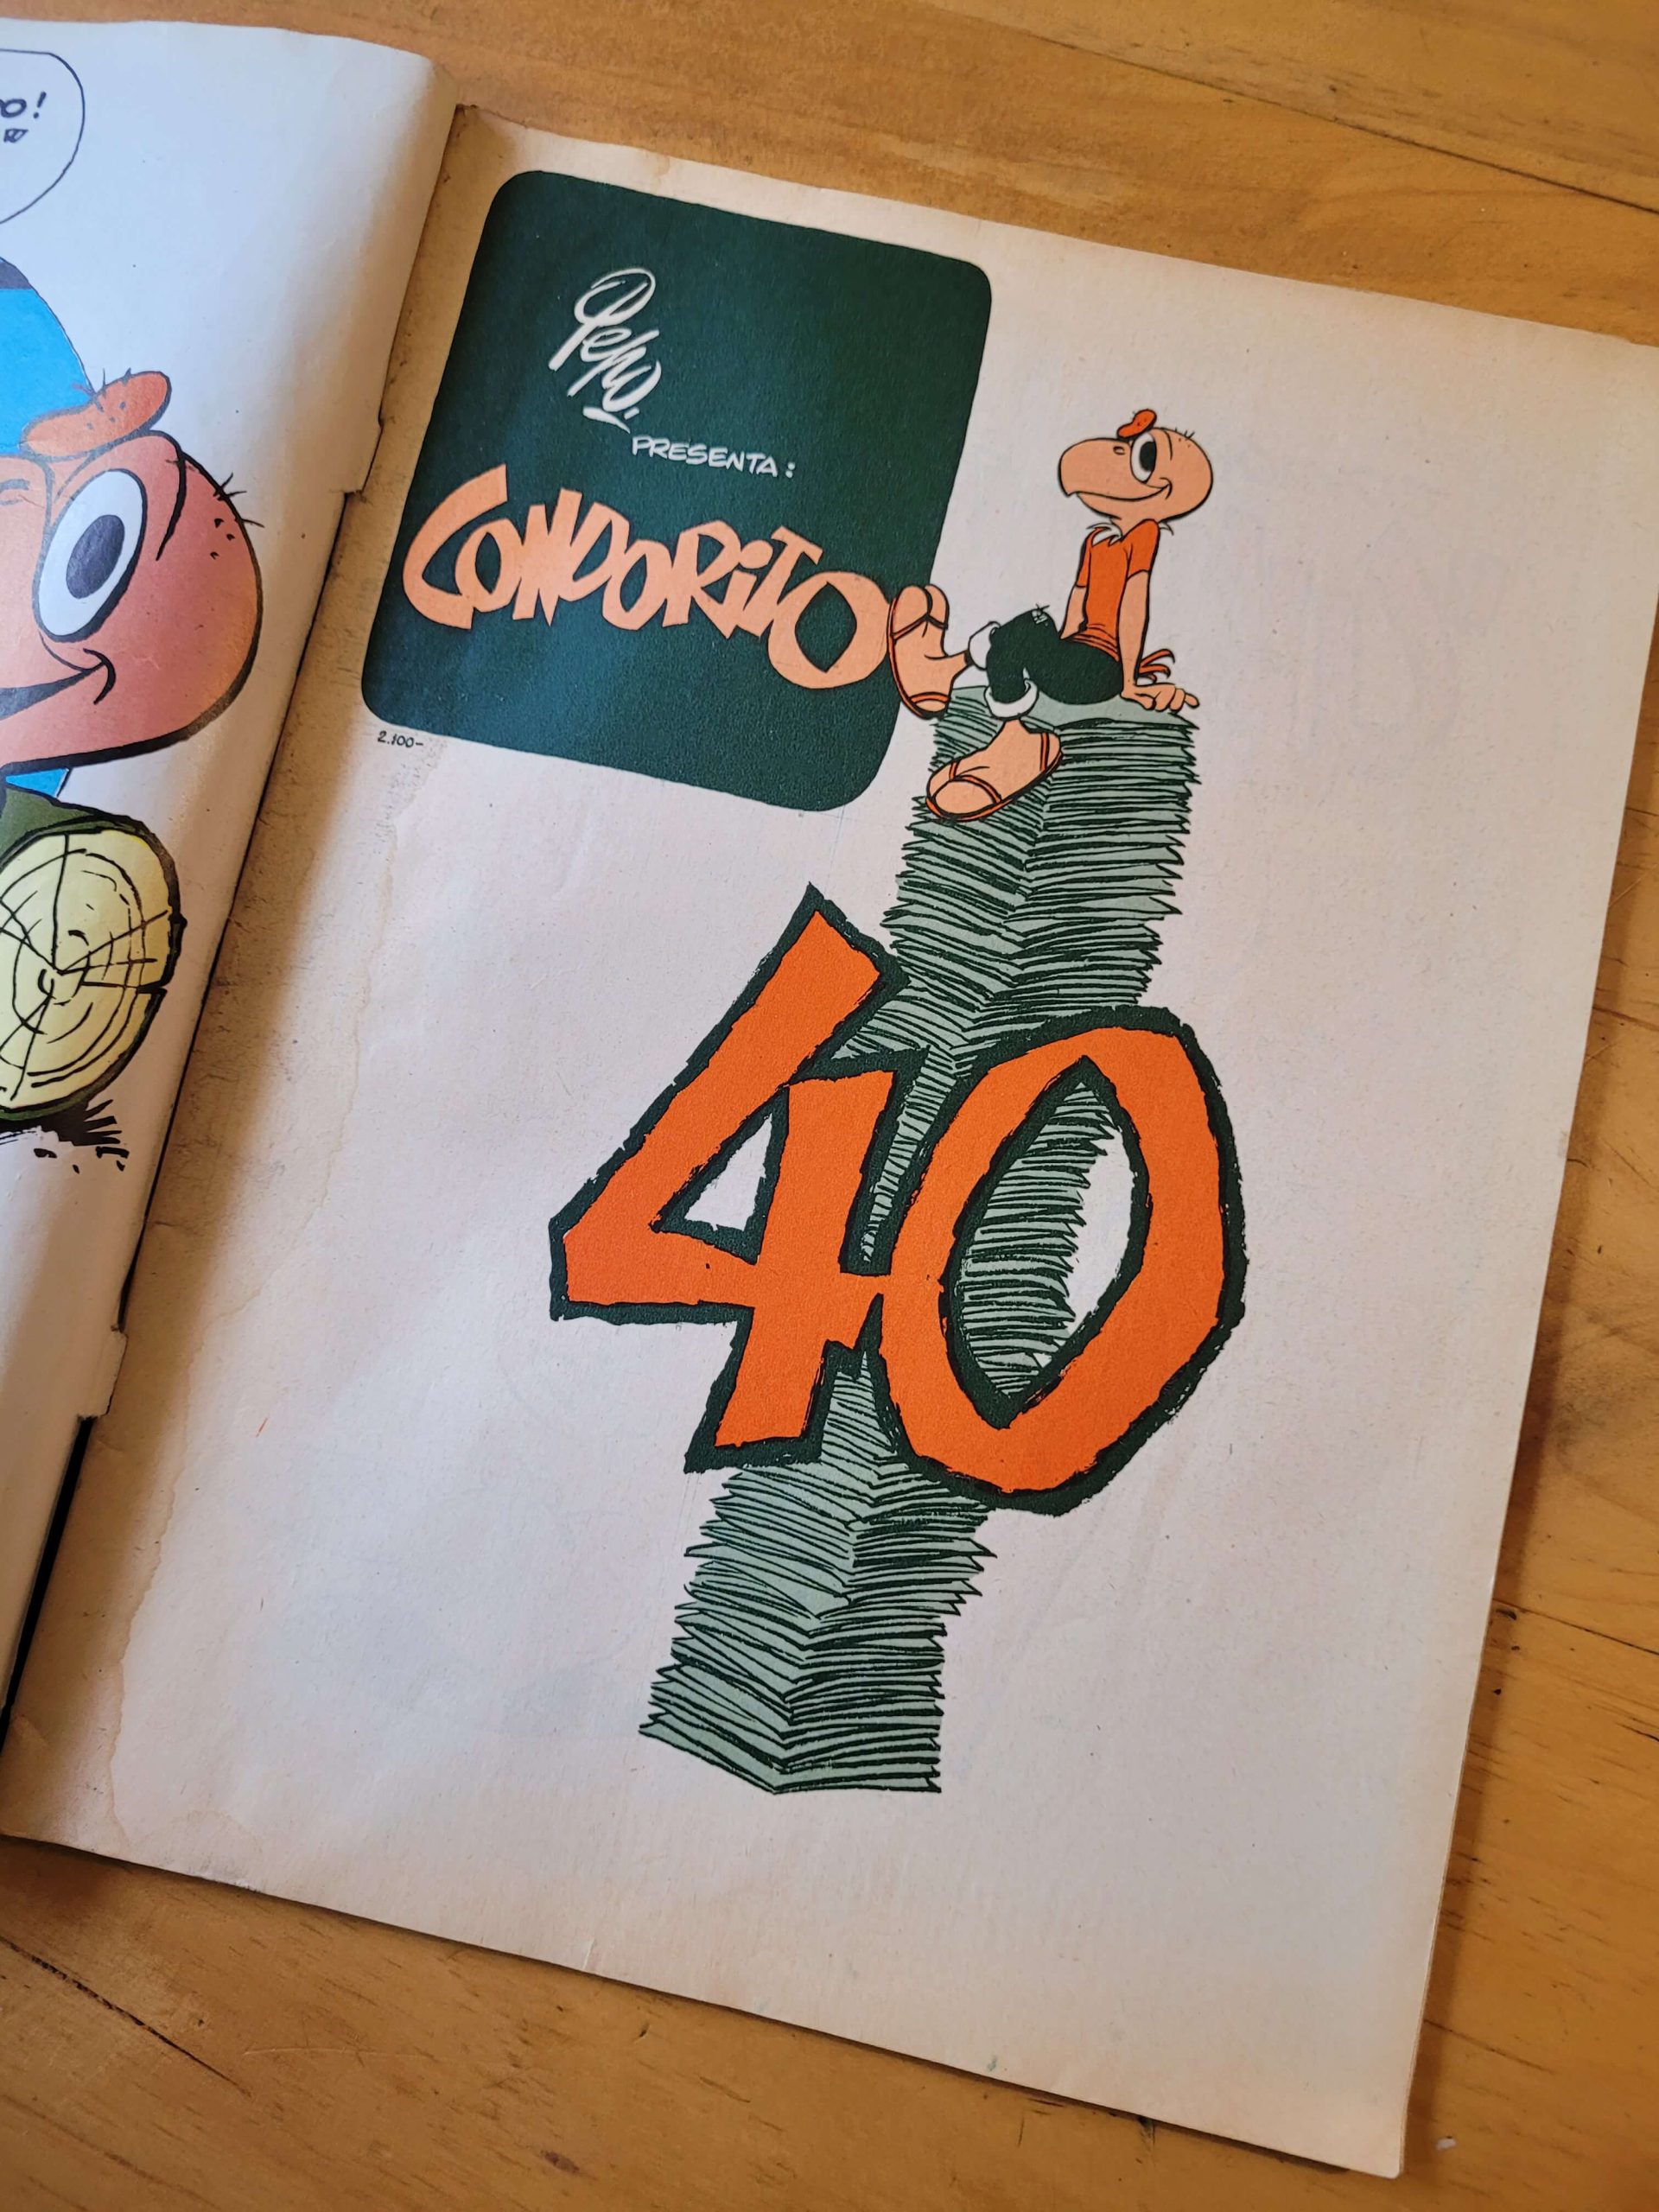 Pepo.
PRESENTA:
CONDORITO
2.100-
40